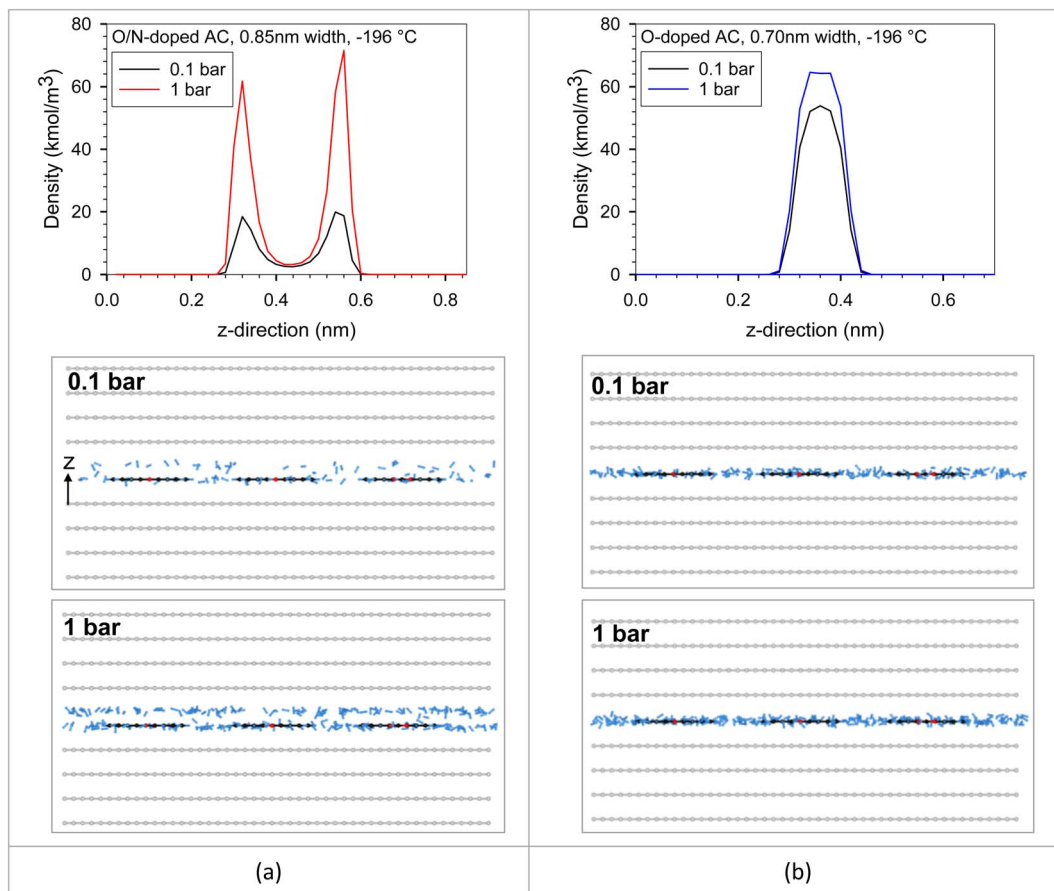 O/N-doped AC, 0.85nm width, -196 °C
0.1 bar
1 bar
Density (kmol/m³)
80
60
40
20
0
0.0 0.2 0.4 0.6 0.8
z-direction (nm)
0.1 bar
z
1 bar
(a)
O-doped AC, 0.70nm width, -196 °C
0.1 bar
1 bar
Density (kmol/m³)
80
60
40
20
0
0.0 0.2 0.4 0.6
z-direction (nm)
0.1 bar
1 bar
(b)